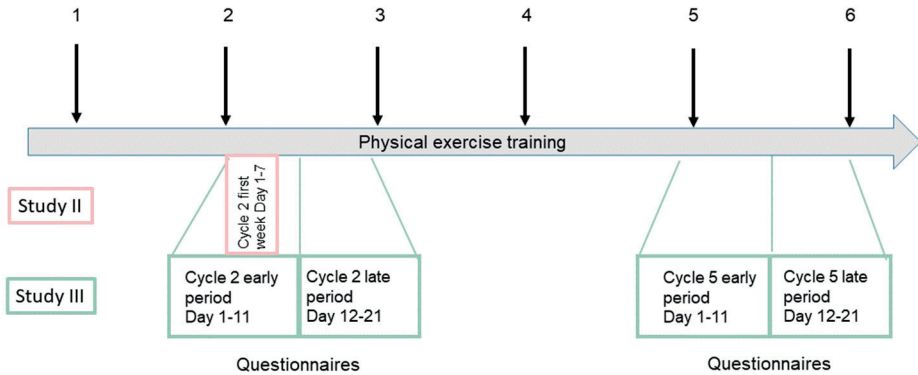 1 2 3 4 5 6
Physical exercise training
Study II
Cycle 2 first
week Day 1-7
Study III
Cycle 2 early
period
Day 1-11
Cycle 2 late
period
Day 12-21
Cycle 5 early
period
Day 1-11
Cycle 5 late
period
Day 12-21
Questionnaires
Questionnaires